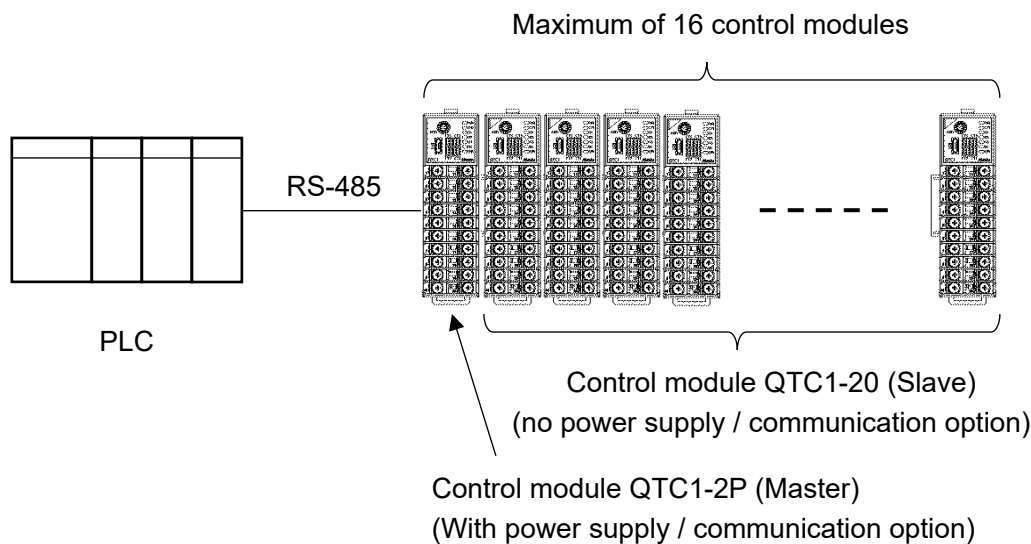 Maximum of 16 control modules
RS-485
PLC
Control module QTC1-20 (Slave)
(no power supply / communication option)
Control module QTC1-2P (Master)
(With power supply / communication option)